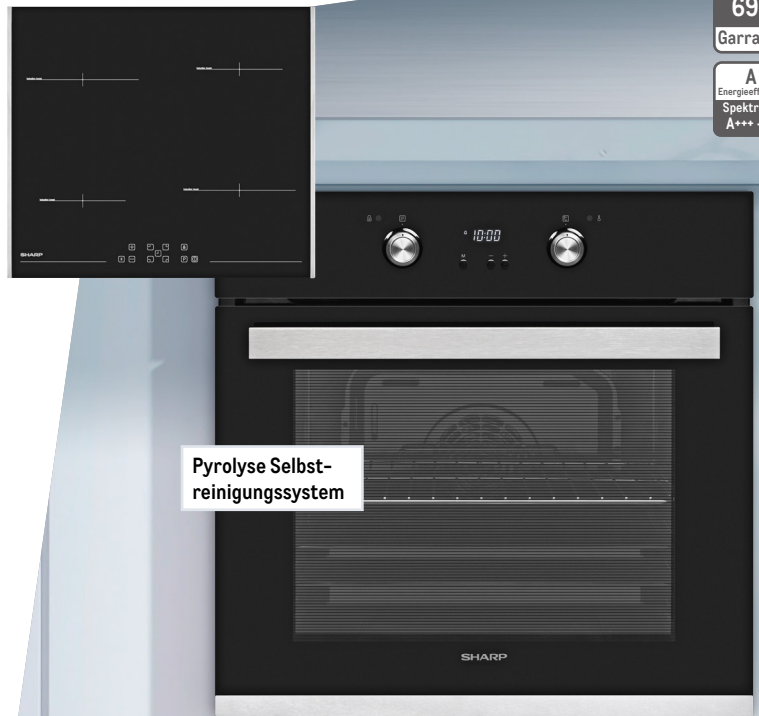 69
Garra
A
Energieeff
Spektr
A+++ -
SHARP
10:00
M
Pyrolyse Selbst-
reinigungssystem
SHARP